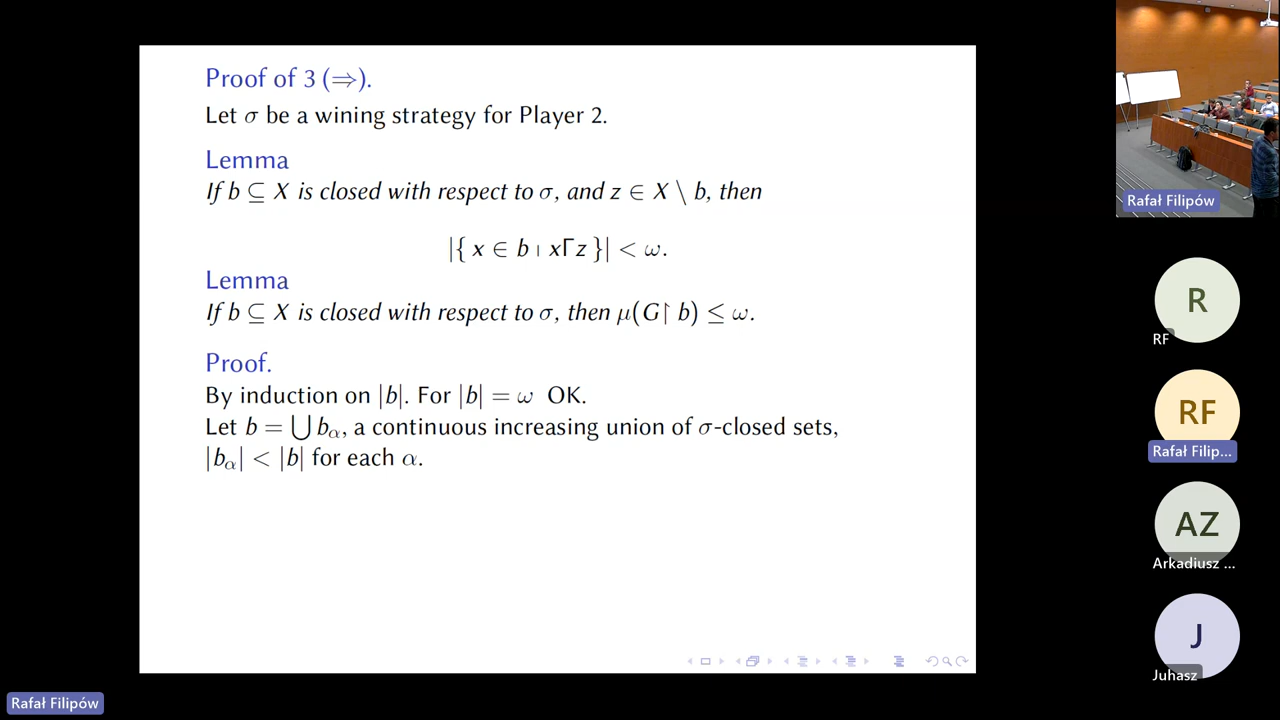 Proof of 3 (⇒).
Let σ be a wining strategy for Player 2.
Lemma
If b ⊆ X is closed with respect to σ, and z ∈ X \ b, then
|{ x ∈ b ı xΓz }| < ω.
Lemma
If b ⊆ X is closed with respect to σ, then μ(G↾ b) ≤ ω.
Proof.
By induction on |b|. For |b| = ω OK.
Let b = ⋃ bα, a continuous increasing union of σ-closed sets,
|bα| < |b| for each α.
Rafał Filipów
R
RF
RF
Rafał Filip...
AZ
Arkadiusz ...
J
Juhasz
Rafał Filipów